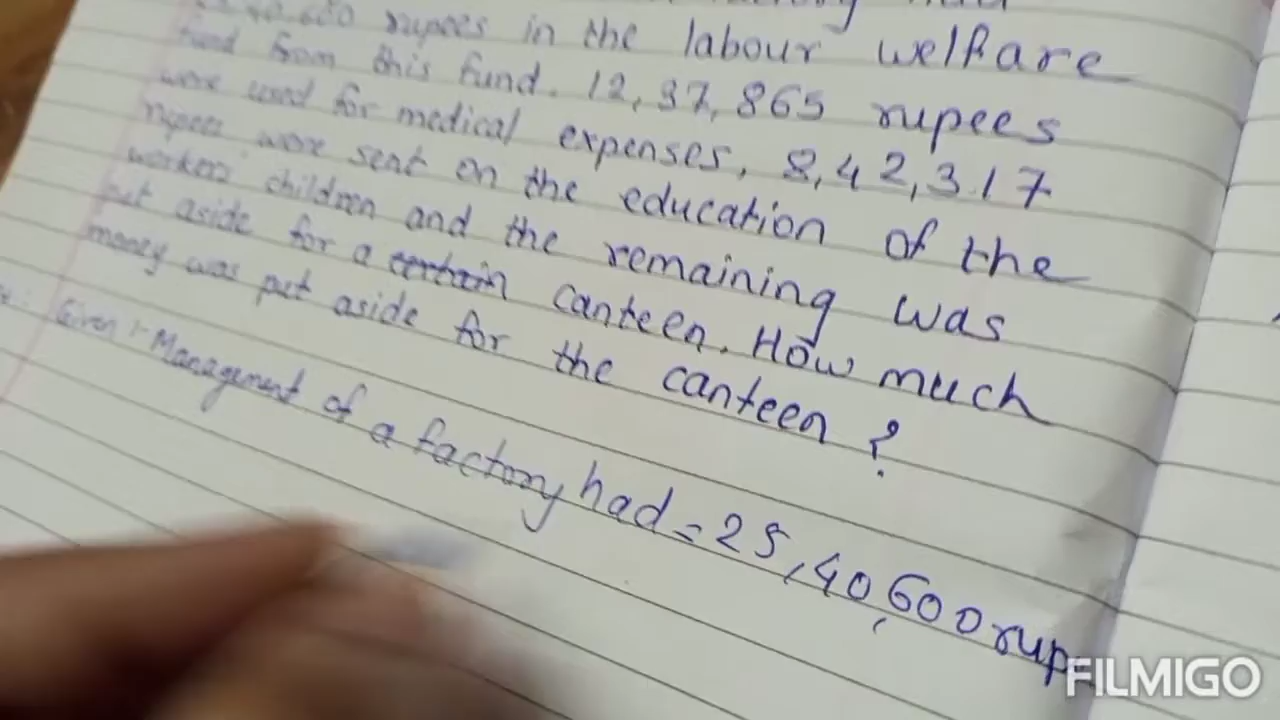 rupees in the labour welfare
fund from this fund. 12,37,865 rupees
were used for medical expenses, 8,42,317
rupees were sent on the education of the
workers children and the remaining was
put aside for a certain canteen. How much
money was put aside for the canteen ?
Given :- Management of a factory had = 25,40,600 rupe
FILMIGO